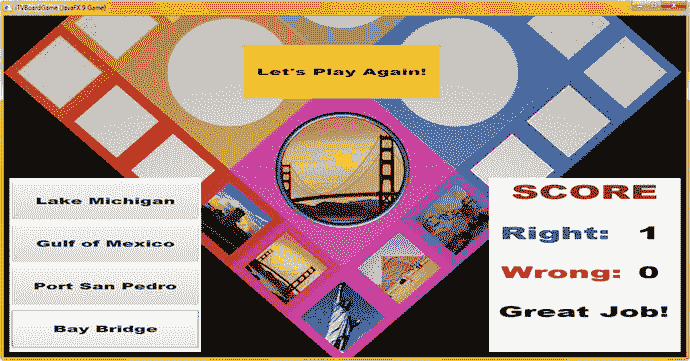 iTVBoardGame (JavaFX 9 Game)
Let's Play Again!
Lake Michigan
Gulf of Mexico
Port San Pedro
Bay Bridge
SCORE
Right: 1
Wrong: 0
Great Job!